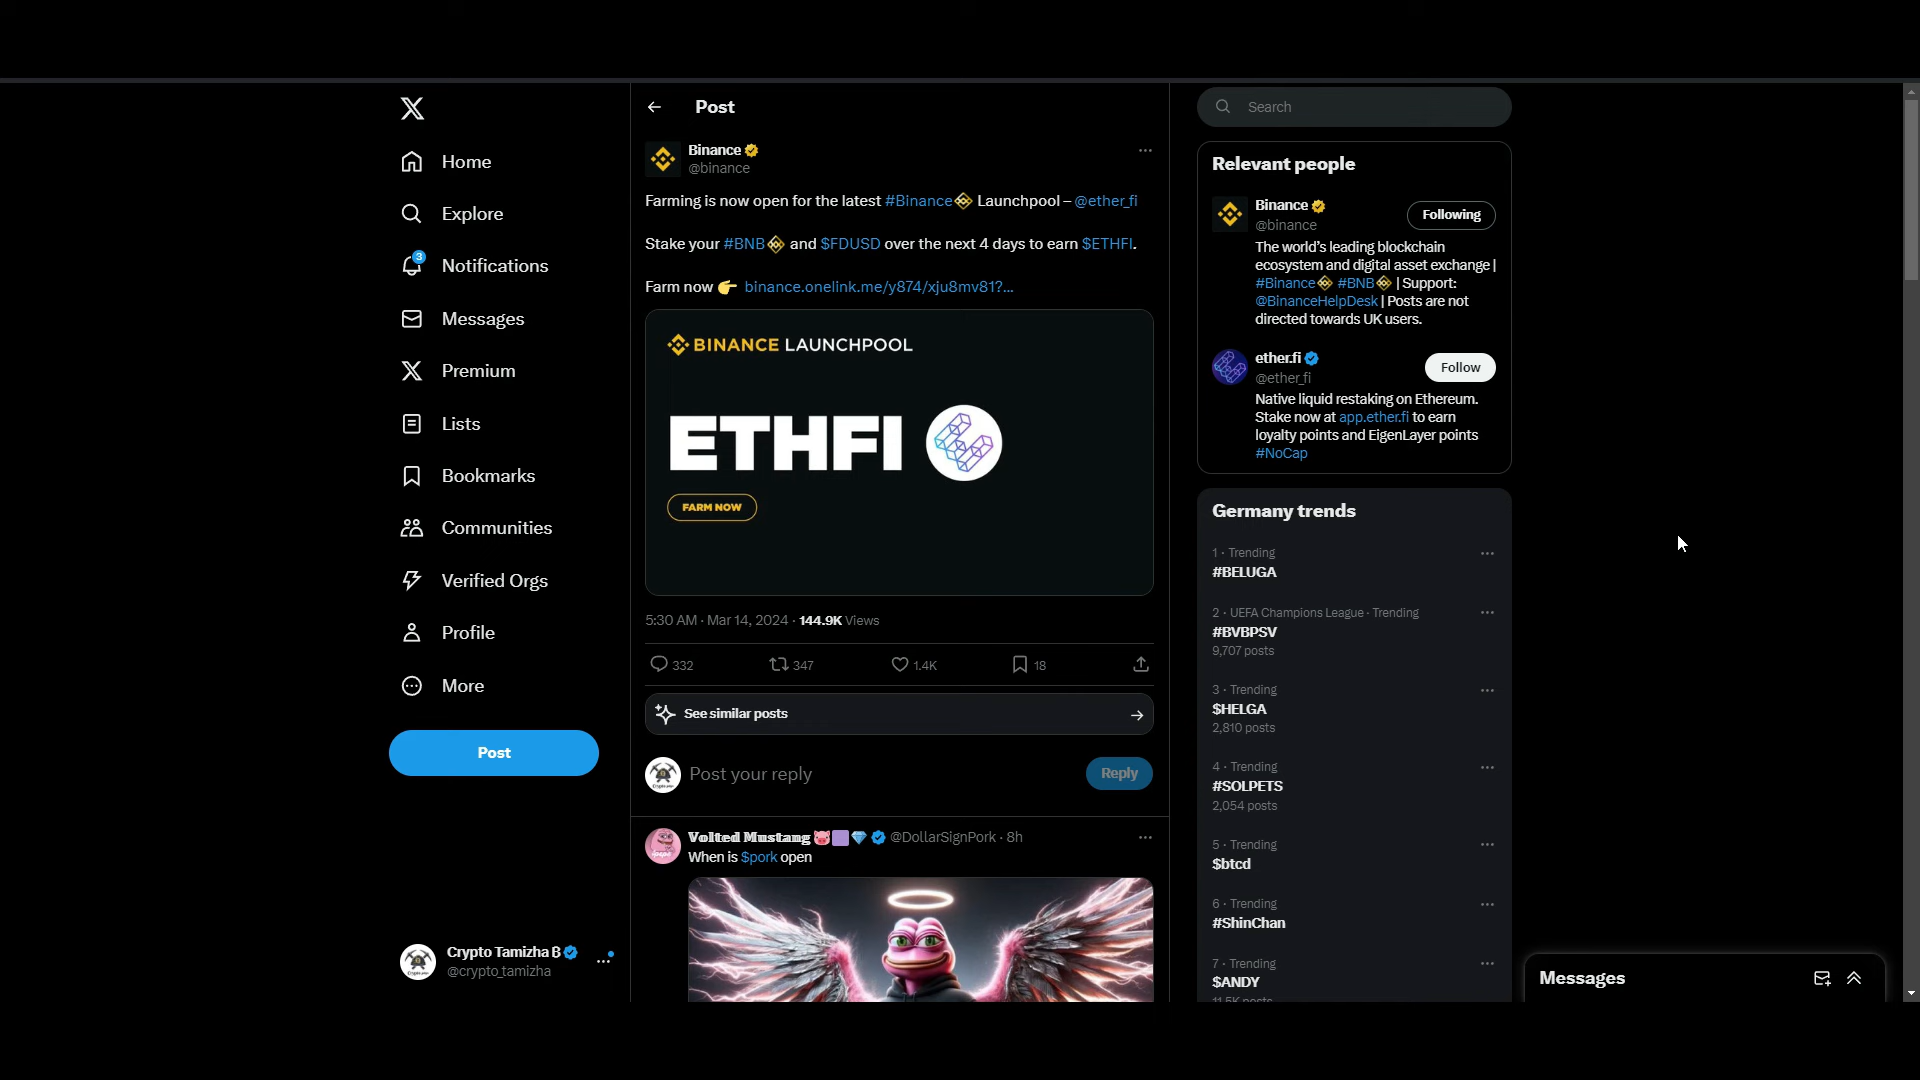 Home
Explore
3
Notifications
Messages
Premium
Lists
Bookmarks
Communities
Verified Orgs
Profile
More
Post
Crypto Tamizha B
@crypto_tamizha
Post
Binance
@binance
Farming is now open for the latest #Binance Launchpool – @ether_fi
Stake your #BNB and $FDUSD over the next 4 days to earn $ETHFI.
Farm now 👉 binance.onelink.me/y874/xju8mv81?...
BINANCE LAUNCHPOOL
ETHFI
FARM NOW
5:30 AM · Mar 14, 2024 · 144.9K Views
332 347 1.4K 18
See similar posts
Post your reply
Reply
Volted Mustang @DollarSignPork · 8h
When is $pork open
Search
Relevant people
Binance
@binance
Following
The world's leading blockchain
ecosystem and digital asset exchange |
#Binance #BNB | Support:
@BinanceHelpDesk | Posts are not
directed towards UK users.
ether.fi
@ether_fi
Follow
Native liquid restaking on Ethereum.
Stake now at app.ether.fi to earn
loyalty points and EigenLayer points
#NoCap
Germany trends
1 · Trending
#BELUGA
2 · UEFA Champions League · Trending
#BVBPSV
9,707 posts
3 · Trending
$HELGA
2,810 posts
4 · Trending
#SOLPETS
2,054 posts
5 · Trending
$btcd
6 · Trending
#ShinChan
7 · Trending
$ANDY
11.5K posts
Messages